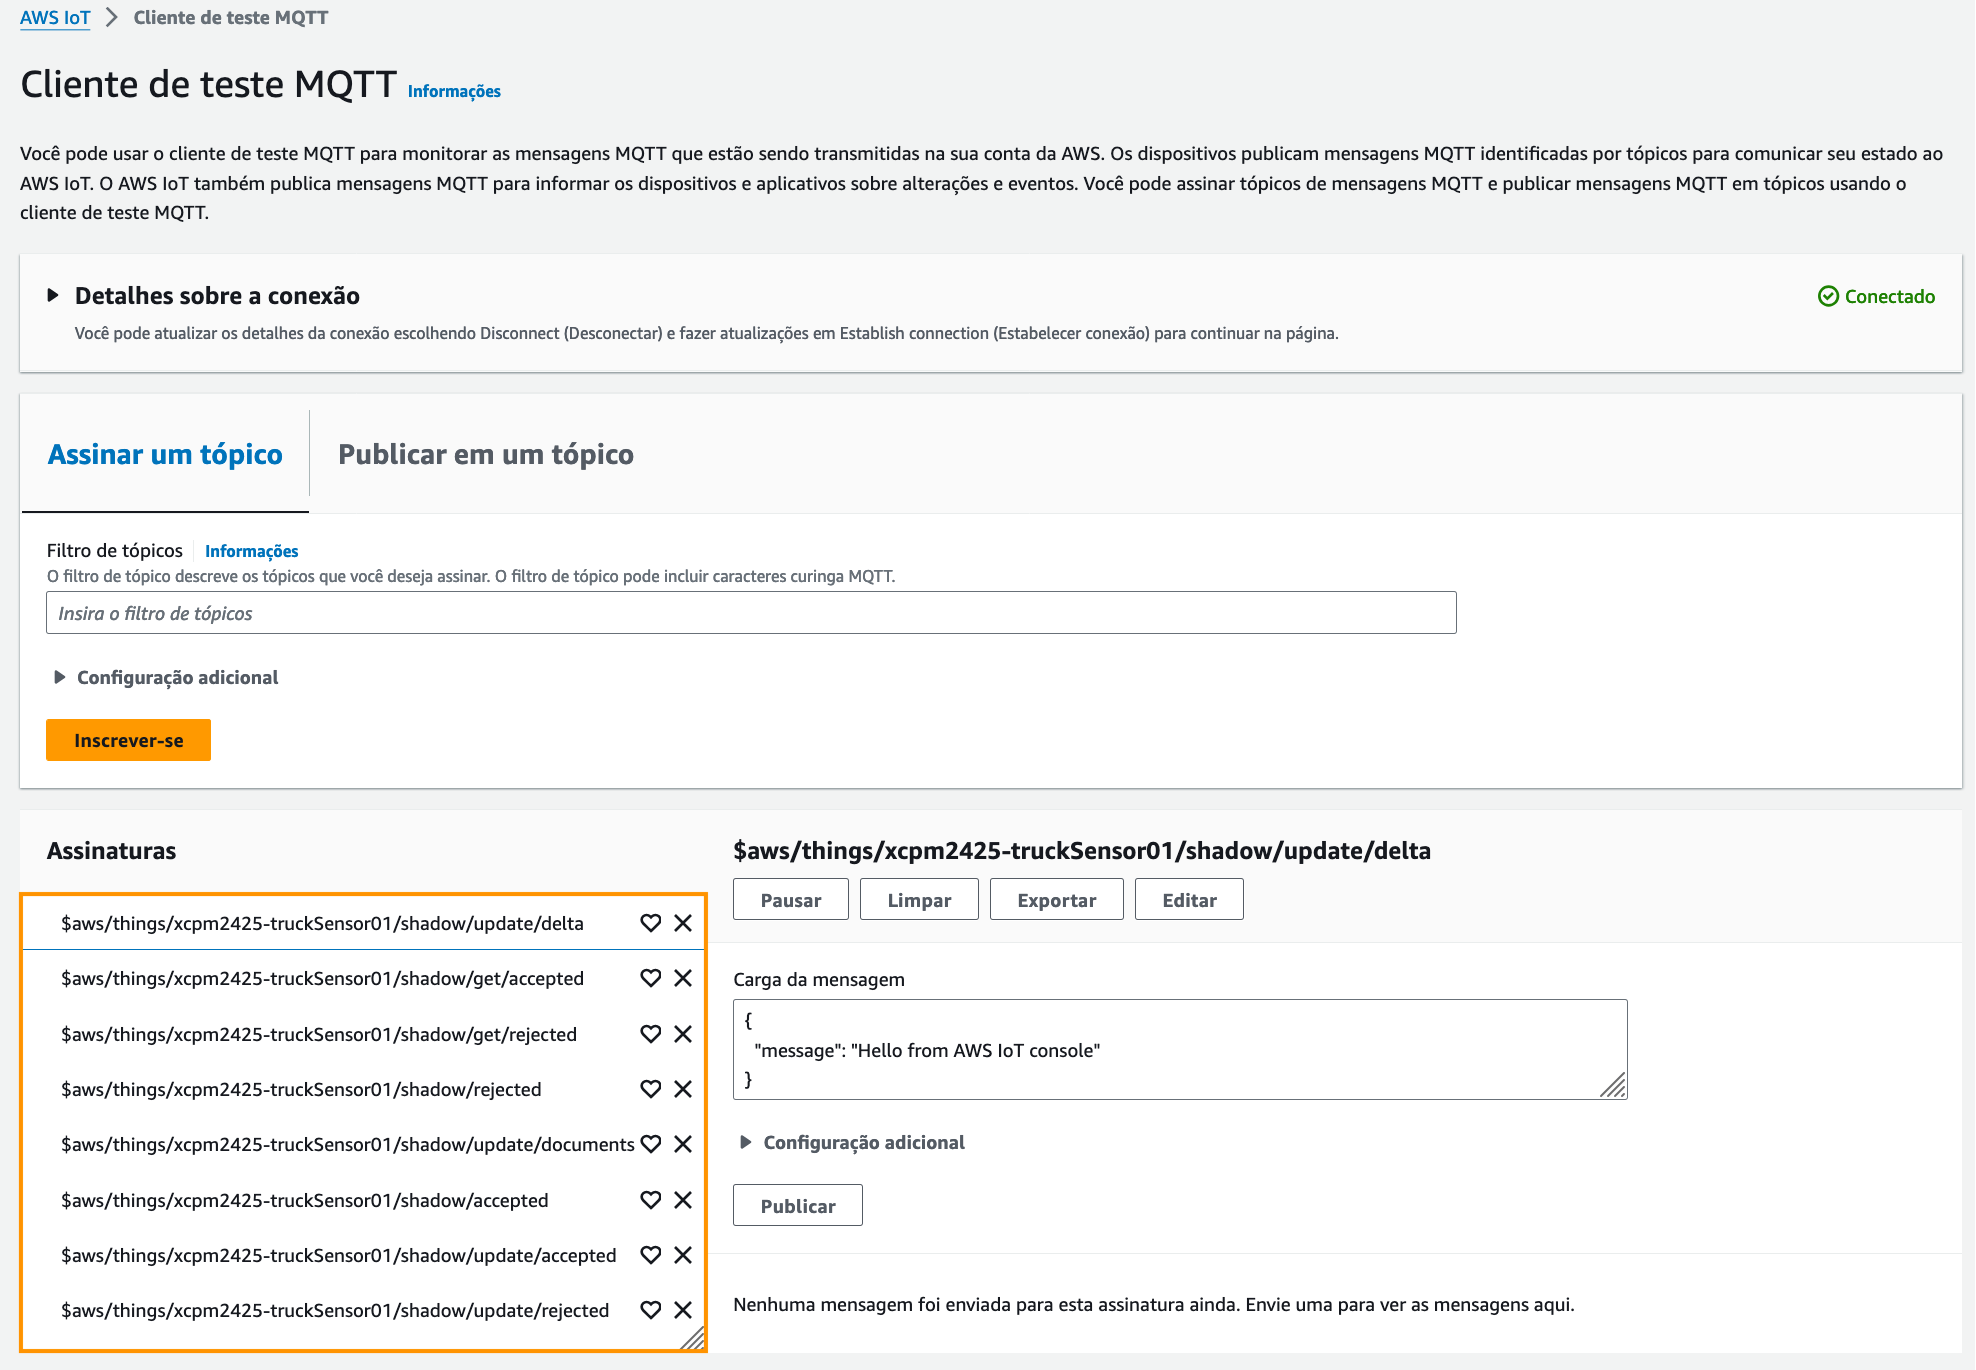 AWS IoT > Cliente de teste MQTT
Cliente de teste MQTT Informações
Você pode usar o cliente de teste MQTT para monitorar as mensagens MQTT que estão sendo transmitidas na sua conta da AWS. Os dispositivos publicam mensagens MQTT identificadas por tópicos para comunicar seu estado ao
AWS IoT. O AWS IoT também publica mensagens MQTT para informar os dispositivos e aplicativos sobre alterações e eventos. Você pode assinar tópicos de mensagens MQTT e publicar mensagens MQTT em tópicos usando o
cliente de teste MQTT.
Detalhes sobre a conexão
Conectado
Você pode atualizar os detalhes da conexão escolhendo Disconnect (Desconectar) e fazer atualizações em Establish connection (Estabelecer conexão) para continuar na página.
Assinar um tópico
Publicar em um tópico
Filtro de tópicos Informações
O filtro de tópico descreve os tópicos que você deseja assinar. O filtro de tópico pode incluir caracteres curinga MQTT.
Insira o filtro de tópicos
Configuração adicional
Inscrever-se
Assinaturas
$aws/things/xcpm2425-truckSensor01/shadow/update/delta
$aws/things/xcpm2425-truckSensor01/shadow/get/accepted
$aws/things/xcpm2425-truckSensor01/shadow/get/rejected
$aws/things/xcpm2425-truckSensor01/shadow/rejected
$aws/things/xcpm2425-truckSensor01/shadow/update/documents
$aws/things/xcpm2425-truckSensor01/shadow/accepted
$aws/things/xcpm2425-truckSensor01/shadow/update/accepted
$aws/things/xcpm2425-truckSensor01/shadow/update/rejected
$aws/things/xcpm2425-truckSensor01/shadow/update/delta
Pausar
Limpar
Exportar
Editar
Carga da mensagem
{
"message": "Hello from AWS IoT console"
}
Configuração adicional
Publicar
Nenhuma mensagem foi enviada para esta assinatura ainda. Envie uma para ver as mensagens aqui.